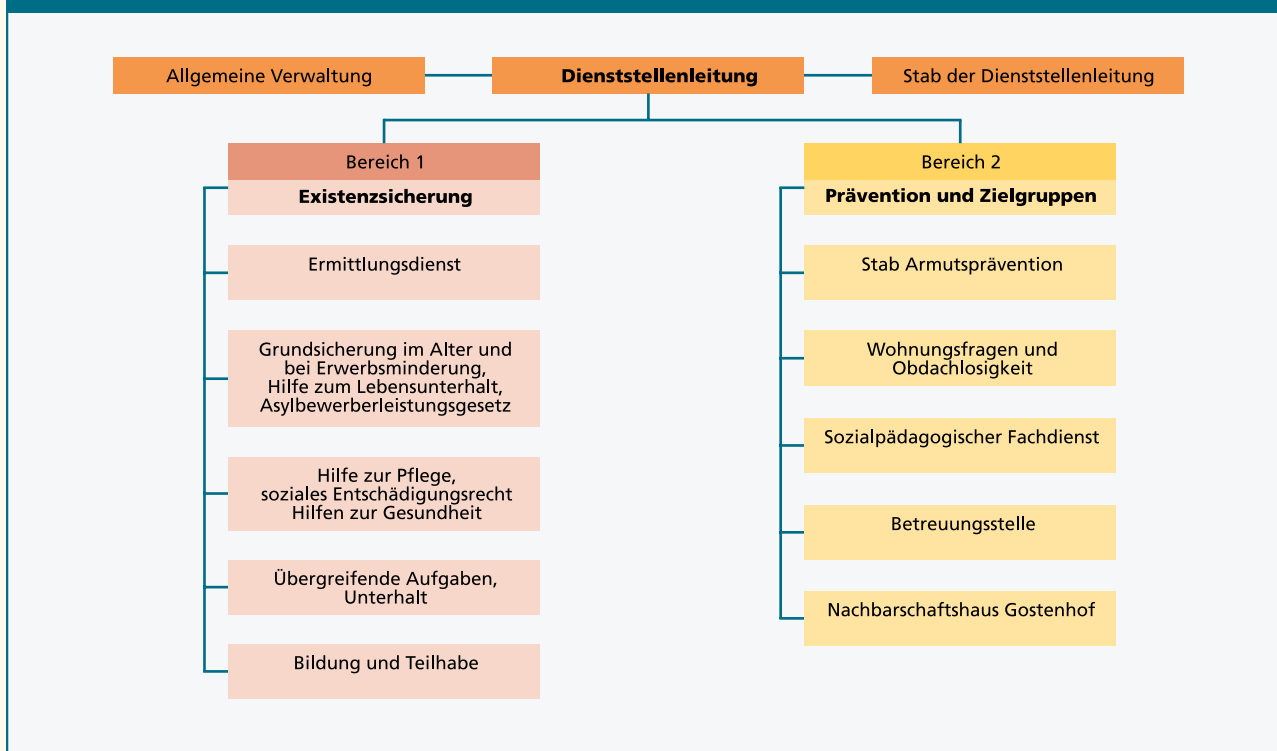 Allgemeine Verwaltung
Dienststellenleitung
Stab der Dienststellenleitung
Bereich 1
Existenzsicherung
Ermittlungsdienst
Grundsicherung im Alter und
bei Erwerbsminderung,
Hilfe zum Lebensunterhalt,
Asylbewerberleistungsgesetz
Hilfe zur Pflege,
soziales Entschädigungsrecht
Hilfen zur Gesundheit
Übergreifende Aufgaben,
Unterhalt
Bildung und Teilhabe
Bereich 2
Prävention und Zielgruppen
Stab Armutsprävention
Wohnungsfragen und
Obdachlosigkeit
Sozialpädagogischer Fachdienst
Betreuungsstelle
Nachbarschaftshaus Gostenhof